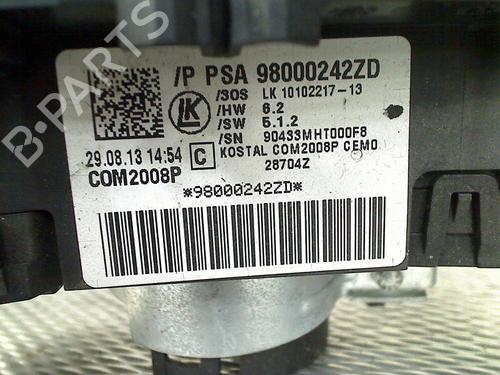 B-PARTS
/P PSA 98000242ZD
/SOS LK 10102217-13
/HW 6.2
/SW 5.1.2
/SN 90433MHT000F8
LK
29.08.13 14:54 C KOSTAL COM2008P CEMO
28704Z
COM2008P
*98000242ZD*